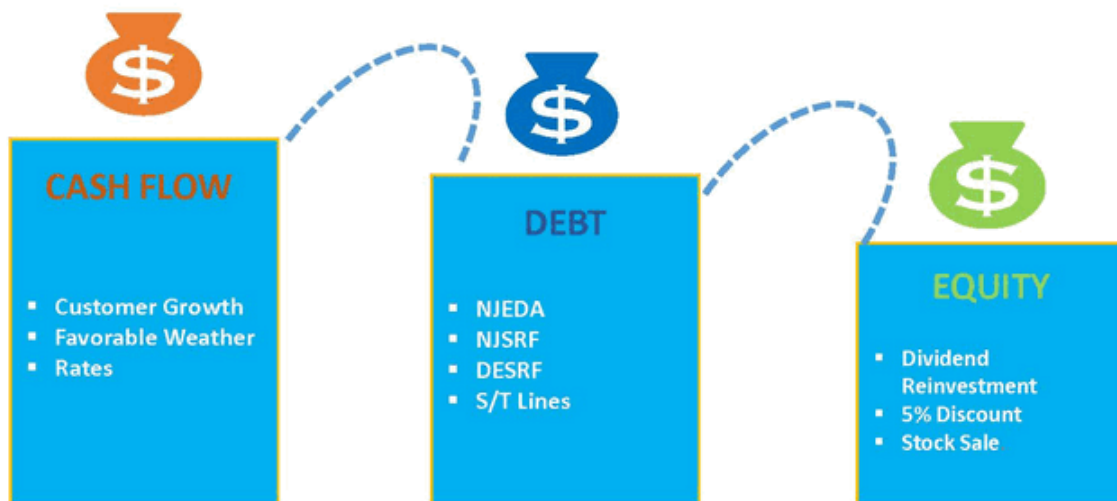 $
CASH FLOW
▪ Customer Growth
▪ Favorable Weather
▪ Rates
$
DEBT
▪ NJEDA
▪ NJSRF
▪ DESRF
▪ S/T Lines
$
EQUITY
▪ Dividend
Reinvestment
▪ 5% Discount
▪ Stock Sale